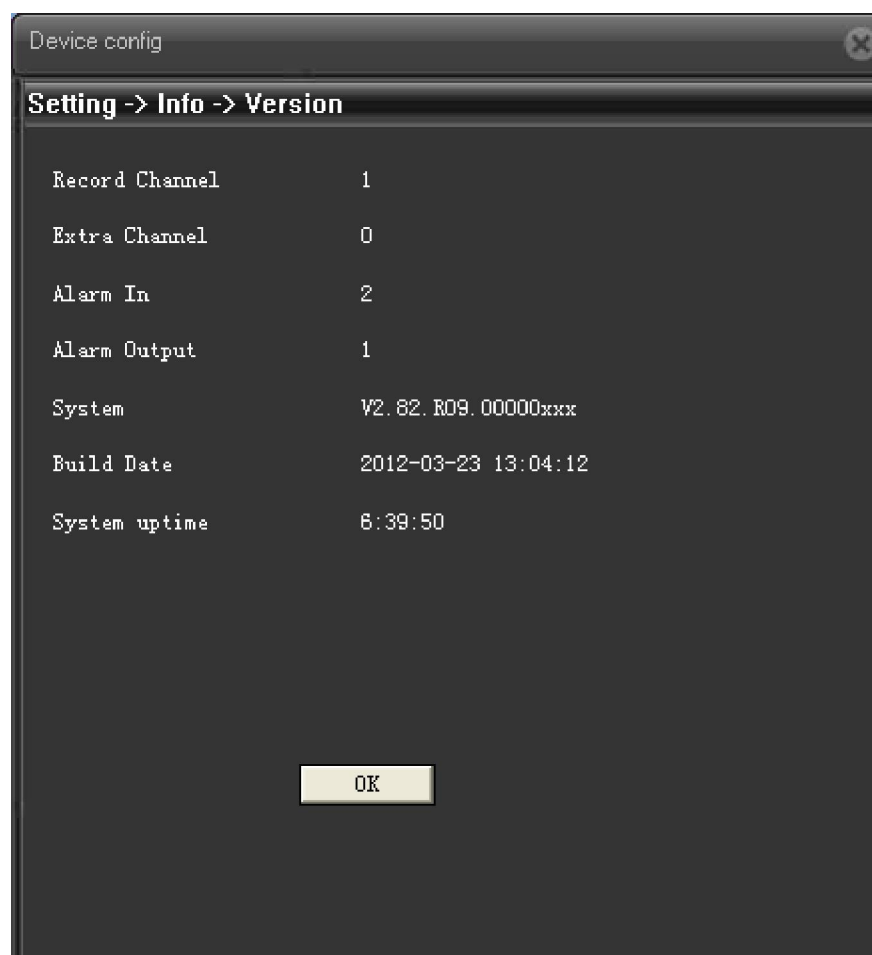 Device config
Setting -> Info -> Version
Record Channel 1
Extra Channel 0
Alarm In 2
Alarm Output 1
System V2.82.R09.00000xxx
Build Date 2012-03-23 13:04:12
System uptime 6:39:50
OK